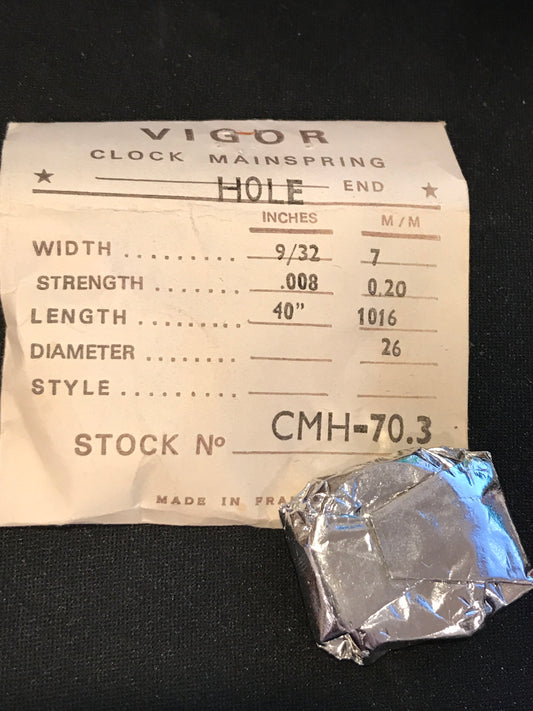 VIGOR
CLOCK MAINSPRING
★ HOLE END ★
INCHES M/M
WIDTH ......... 9/32 7
STRENGTH ....... .008 0.20
LENGTH ......... 40" 1016
DIAMETER ........ 26
STYLE ..........
STOCK Nº CMH-70.3
MADE IN